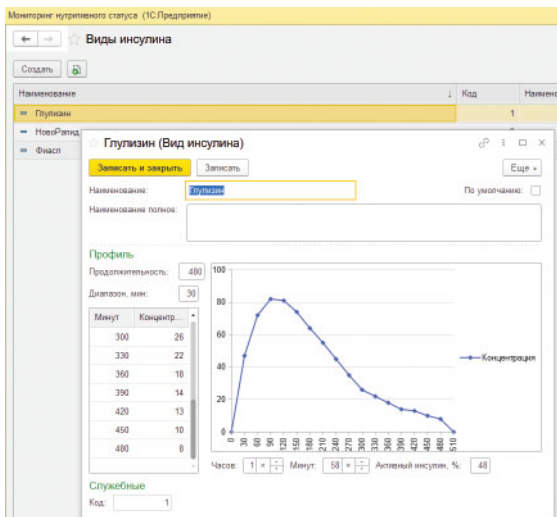 Мониторинг нутритивного статуса (1С:Предприятие)
Виды инсулина
Создать
Наименование ↓ Код Наимено
Глулизин 1
НовоРапид
Фиасп
Глулизин (Вид инсулина)
Записать и закрыть Записать Еще
Наименование: Глулизин По умолчанию:
Наименование полное:
Профиль
Продолжительность: 480
Диапазон, мин: 30
Минут Концентр...
300 26
330 22
360 18
390 14
420 13
450 10
480 8
100
80
60
40
20
0
0 30 60 90 120 150 180 210 240 270 300 330 360 390 420 450 480 510
Концентрация
Часов: 1 Минут: 58 Активный инсулин, %: 48
Служебные
Код: 1